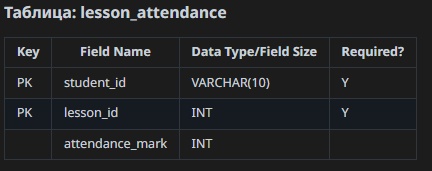 Таблица: lesson_attendance
Key Field Name Data Type/Field Size Required?
PK student_id VARCHAR(10) Y
PK lesson_id INT Y
attendance_mark INT